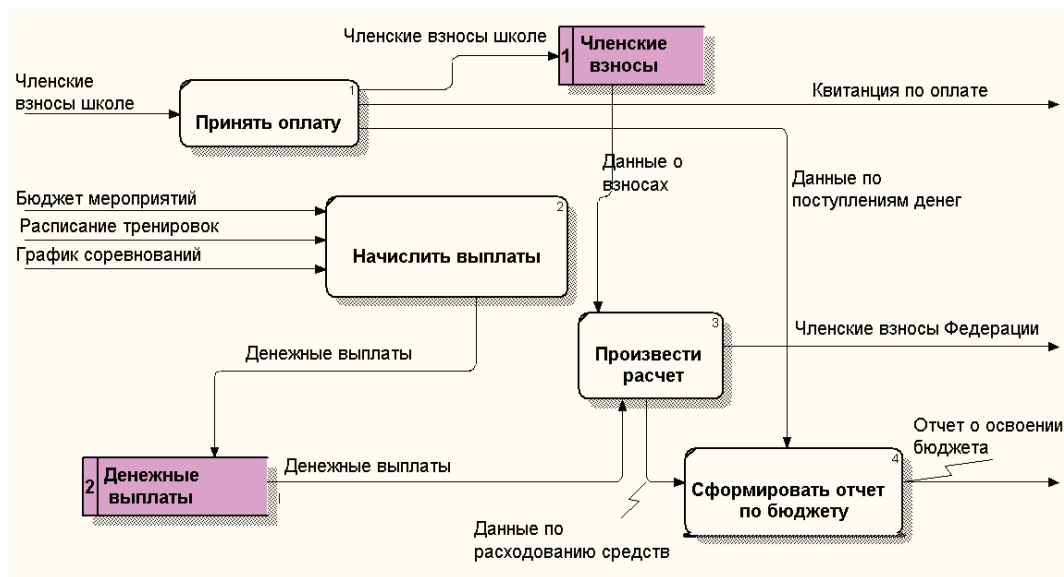 Членские взносы школе
1
Членские
взносы
Членские
взносы школе
1
Принять оплату
Квитанция по оплате
Данные о
взносах
Данные по
поступлениям денег
Бюджет мероприятий
Расписание тренировок
График соревнований
2
Начислить выплаты
3
Произвести
расчет
Членские взносы Федерации
Денежные выплаты
2
Денежные
выплаты
Денежные выплаты
Данные по
расходованию средств
4
Сформировать отчет
по бюджету
Отчет о освоении
бюджета